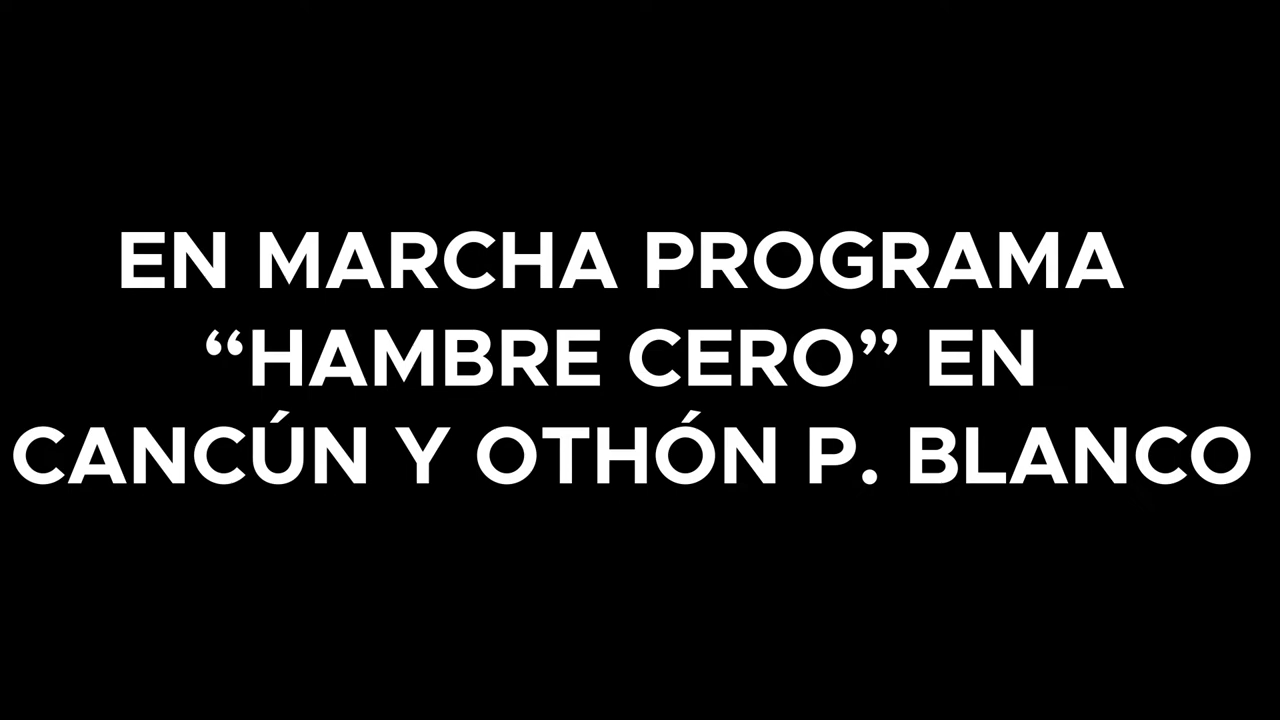 EN MARCHA PROGRAMA
“HAMBRE CERO” EN
CANCÚN Y OTHÓN P. BLANCO